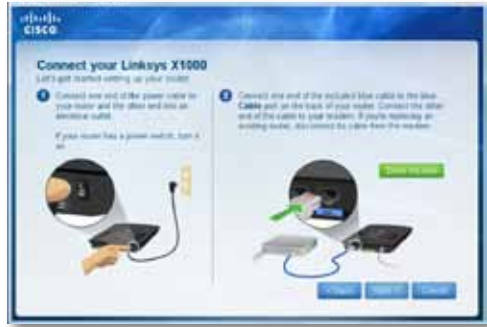 CISCO
Connect your Linksys X1000
Let's get started setting up your router.
1
Connect one end of the power cable to
your router and the other end into an
electrical outlet.
If your router has a power switch, turn it
on.
2
Connect one end of the included blue cable to the blue
Cable port on the back of your router. Connect the other
end of the cable to your modem. If you're replacing an
existing router, disconnect its cable from the modem.
Cancel